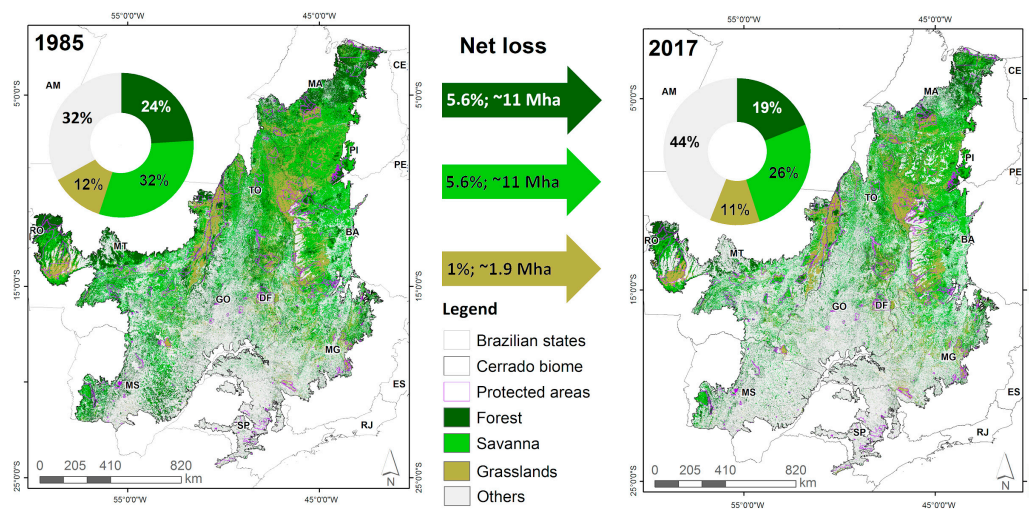 55°0'0"W
45°0'0"W
1985
AM
CE
MA
5°0'0"S
5°0'0"S
24%
32%
12%
32%
PI
PE
TO
RO
MT
BA
15°0'0"S
15°0'0"S
GO
DF
MG
MS
ES
SP
RJ
0 205 410 820
km
N
25°0'0"S
25°0'0"S
55°0'0"W
45°0'0"W
Net loss
5.6%; ~11 Mha
5.6%; ~11 Mha
1%; ~1.9 Mha
Legend
Brazilian states
Cerrado biome
Protected areas
Forest
Savanna
Grasslands
Others
55°0'0"W
45°0'0"W
2017
AM
CE
MA
5°0'0"S
5°0'0"S
19%
44%
26%
11%
PI
PE
TO
RO
MT
BA
15°0'0"S
15°0'0"S
GO
DF
MG
MS
ES
SP
RJ
0 205 410 820
km
N
25°0'0"S
25°0'0"S
55°0'0"W
45°0'0"W